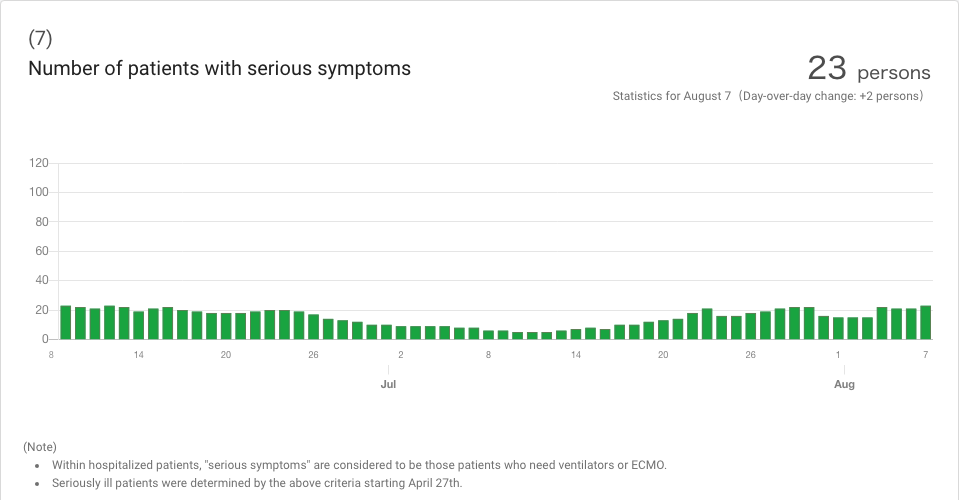 (7)
Number of patients with serious symptoms
23 persons
Statistics for August 7 (Day-over-day change: +2 persons)
120
100
80
60
40
20
0
8 14 20 26 2 8 14 20 26 1 7
Jul Aug
(Note)
• Within hospitalized patients, "serious symptoms" are considered to be those patients who need ventilators or ECMO.
• Seriously ill patients were determined by the above criteria starting April 27th.